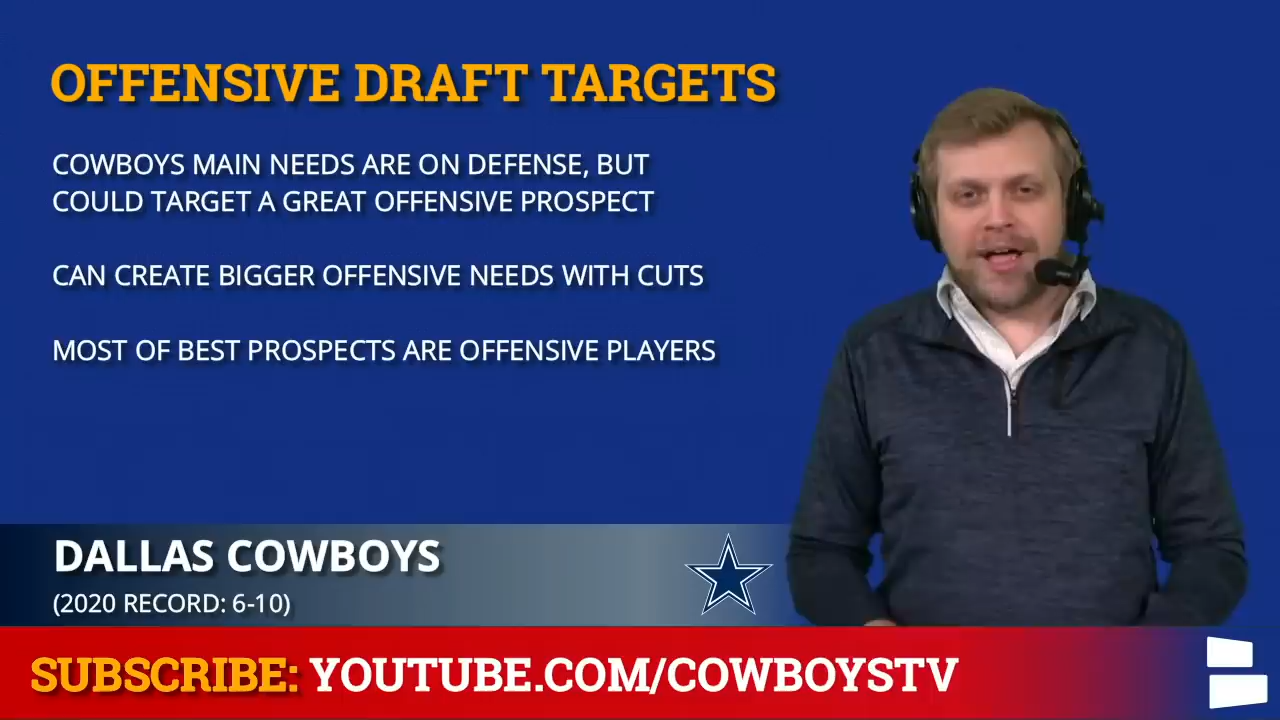 OFFENSIVE DRAFT TARGETS
COWBOYS MAIN NEEDS ARE ON DEFENSE, BUT
COULD TARGET A GREAT OFFENSIVE PROSPECT
CAN CREATE BIGGER OFFENSIVE NEEDS WITH CUTS
MOST OF BEST PROSPECTS ARE OFFENSIVE PLAYERS
DALLAS COWBOYS
(2020 RECORD: 6-10)
SUBSCRIBE: YOUTUBE.COM/COWBOYSTV